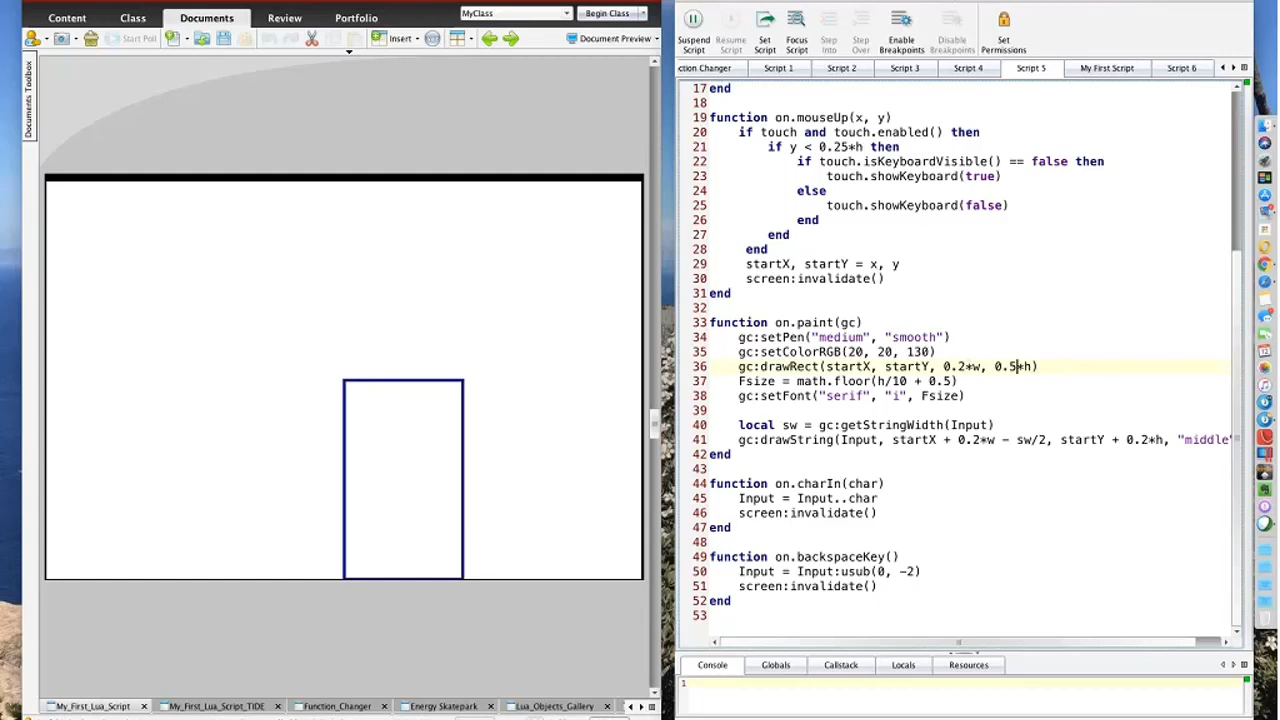 Content Class Documents Review Portfolio MyClass Begin Class
Start Poll Insert Document Preview
Documents Toolbox
My_First_Lua_Script My_First_Lua_Script_TIDE Function_Changer Energy Skatepark Lua_Objects_Gallery
Suspend Script Resume Script Set Script Focus Script Step Into Step Over Enable Breakpoints Disable Breakpoints Set Permissions
ction Changer Script 1 Script 2 Script 3 Script 4 Script 5 My First Script Script 6
17 end
18
19 function on.mouseUp(x, y)
20 if touch and touch.enabled() then
21 if y < 0.25*h then
22 if touch.isKeyboardVisible() == false then
23 touch.showKeyboard(true)
24 else
25 touch.showKeyboard(false)
26 end
27 end
28 end
29 startX, startY = x, y
30 screen:invalidate()
31 end
32
33 function on.paint(gc)
34 gc:setPen("medium", "smooth")
35 gc:setColorRGB(20, 20, 130)
36 gc:drawRect(startX, startY, 0.2*w, 0.5*h)
37 Fsize = math.floor(h/10 + 0.5)
38 gc:setFont("serif", "i", Fsize)
39
40 local sw = gc:getStringWidth(Input)
41 gc:drawString(Input, startX + 0.2*w - sw/2, startY + 0.2*h, "middle"
42 end
43
44 function on.charIn(char)
45 Input = Input..char
46 screen:invalidate()
47 end
48
49 function on.backspaceKey()
50 Input = Input:usub(0, -2)
51 screen:invalidate()
52 end
53
Console Globals Callstack Locals Resources
1